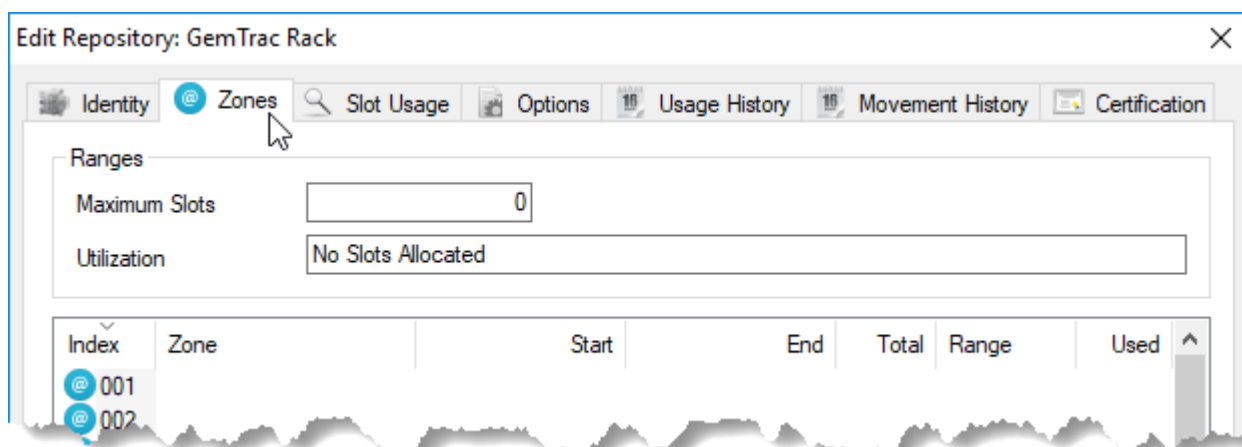 Edit Repository: GemTrac Rack
Identity Zones Slot Usage Options Usage History Movement History Certification
Ranges
Maximum Slots 0
Utilization No Slots Allocated
Index Zone Start End Total Range Used
@ 001
@ 002